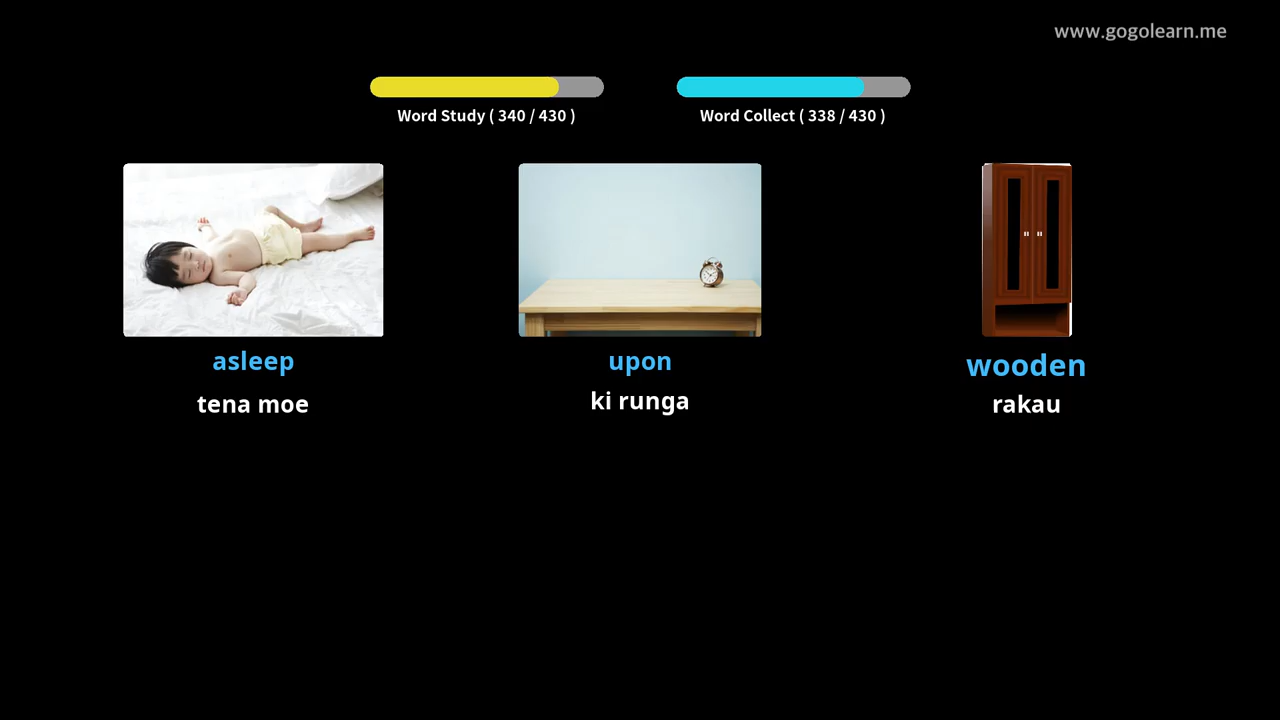 www.gogolearn.me
Word Study ( 340 / 430 )
Word Collect ( 338 / 430 )
asleep
upon
wooden
tena moe
ki runga
rakau